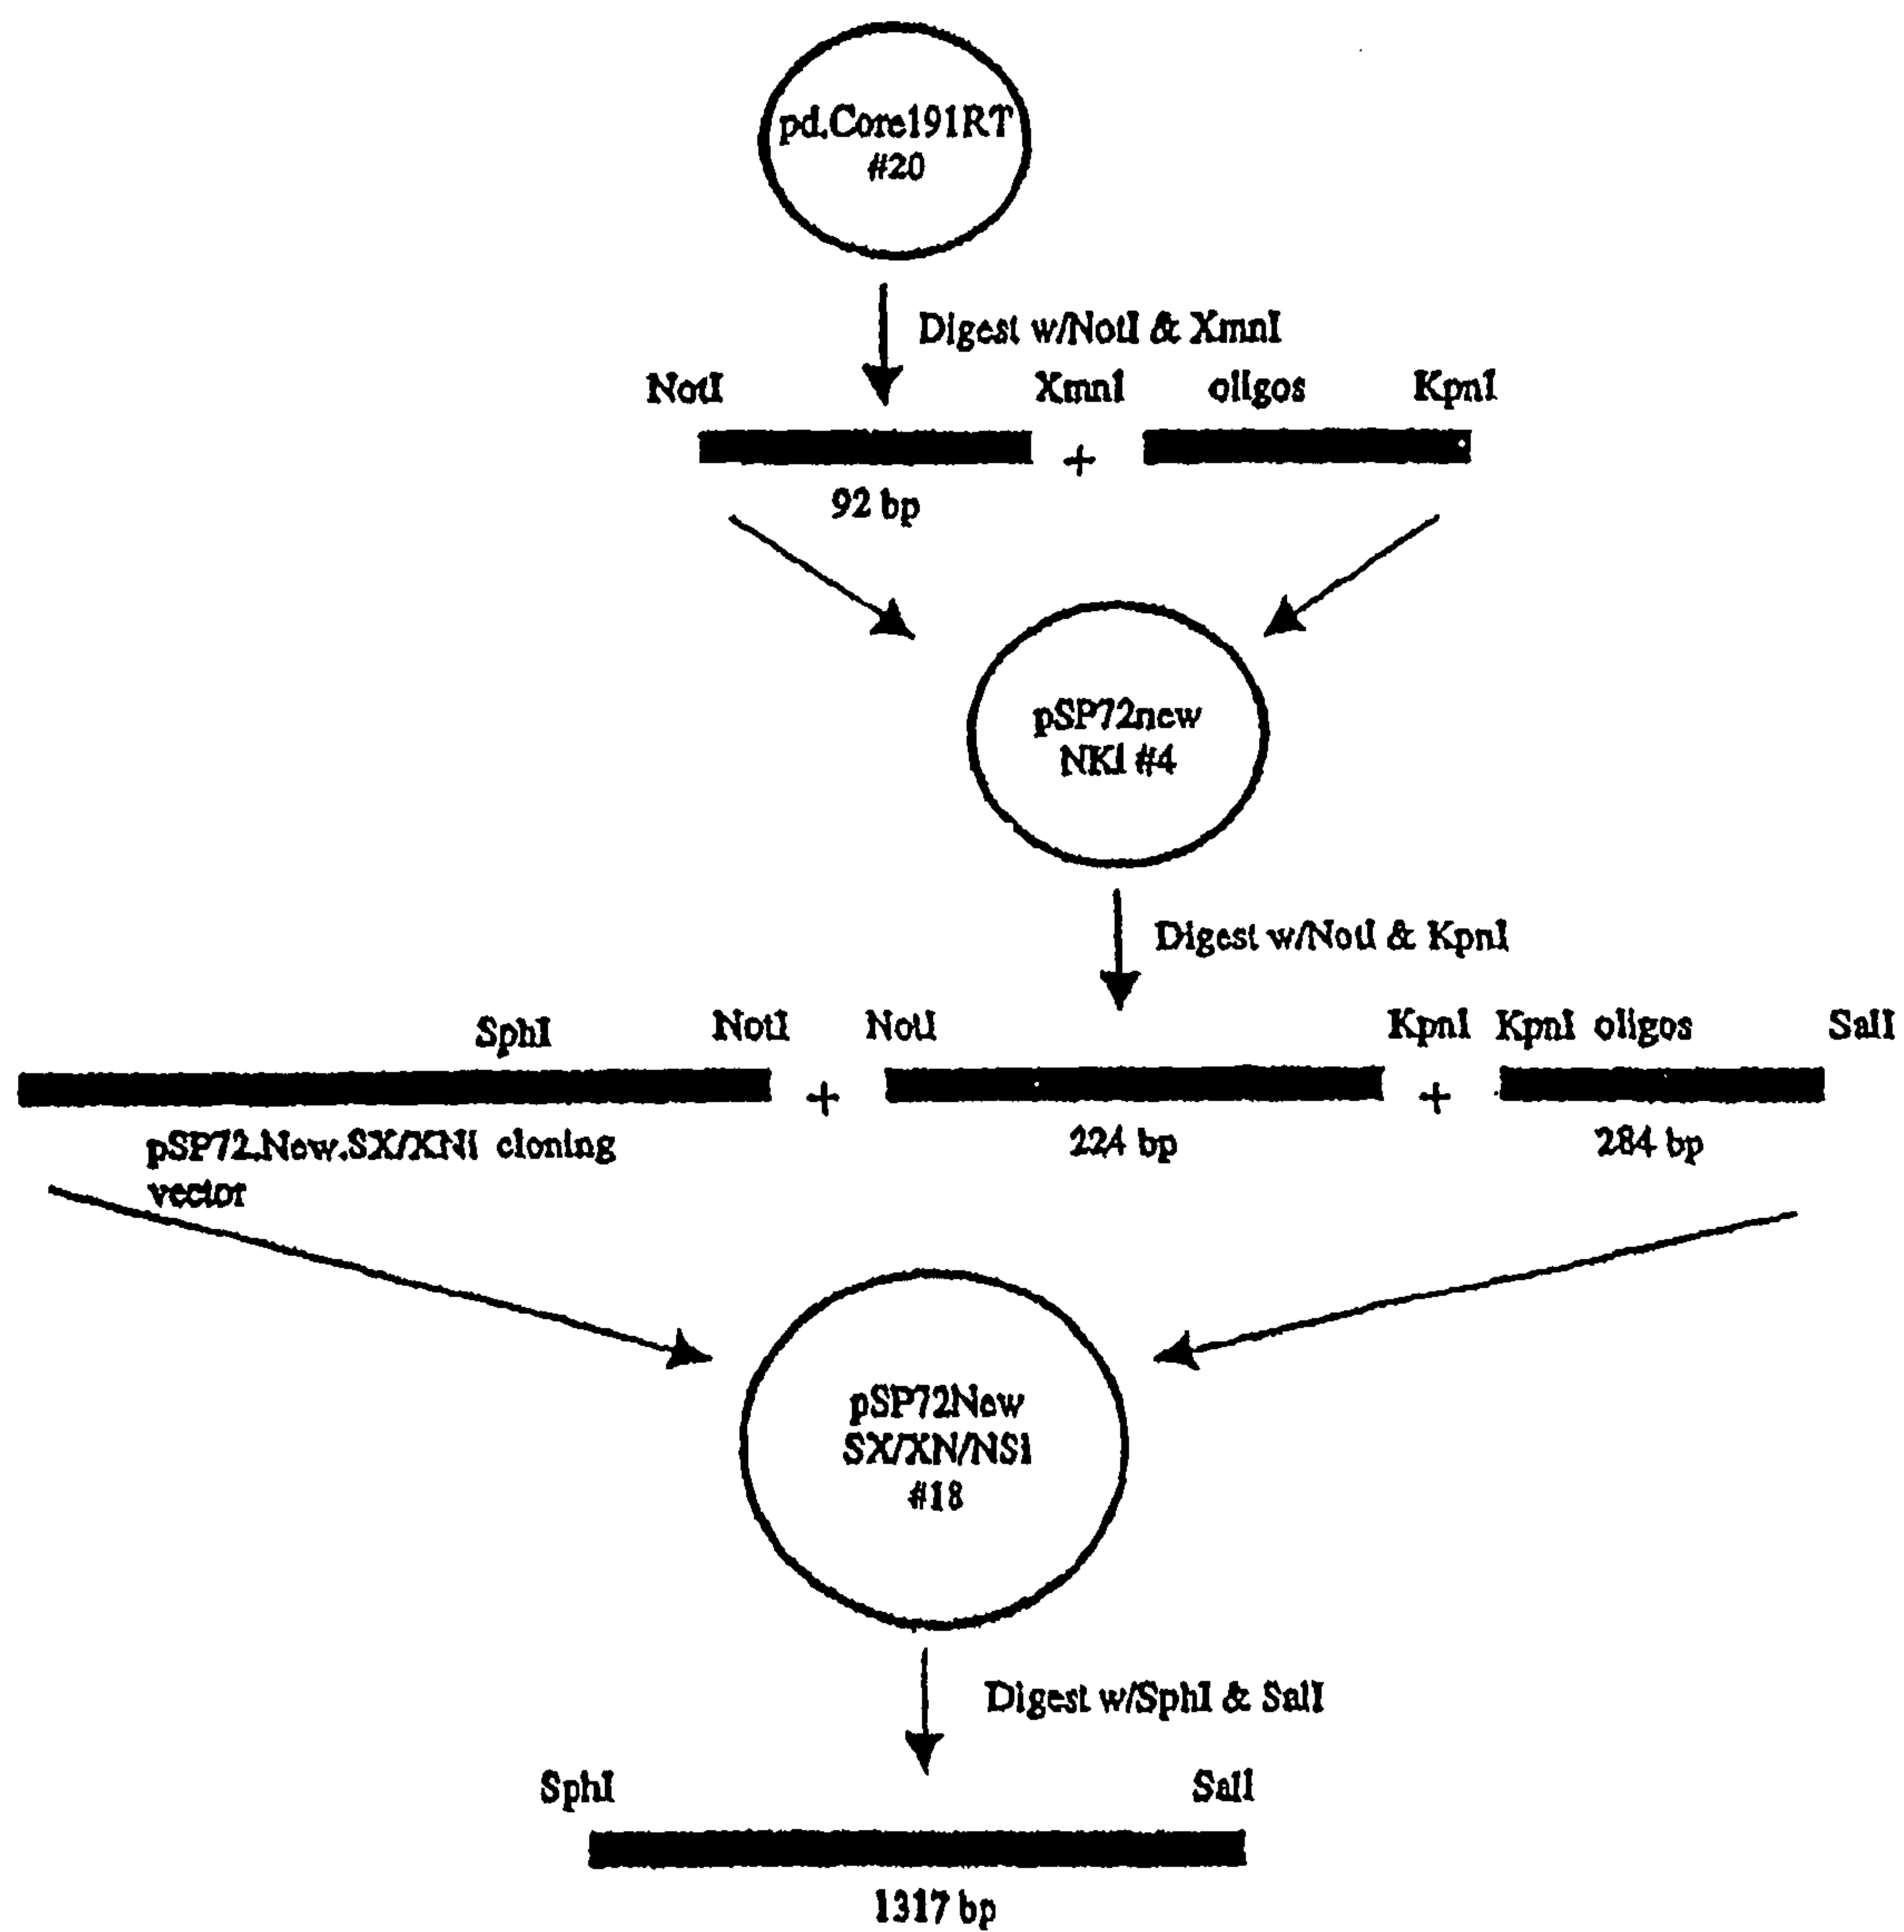 pd.Core191RT
#20
Digest w/NotI & XmnI
NotI XmnI oligos KpnI
+
92 bp
pSP72new
NKI #4
Digest w/NotI & KpnI
SphI NotI NotI KpnI KpnI oligos SalI
+ +
pSP72.New.SX/XNI cloning
vector
224 bp 284 bp
pSP72New
SX/XN/NSI
#18
Digest w/SphI & SalI
SphI SalI
1317 bp